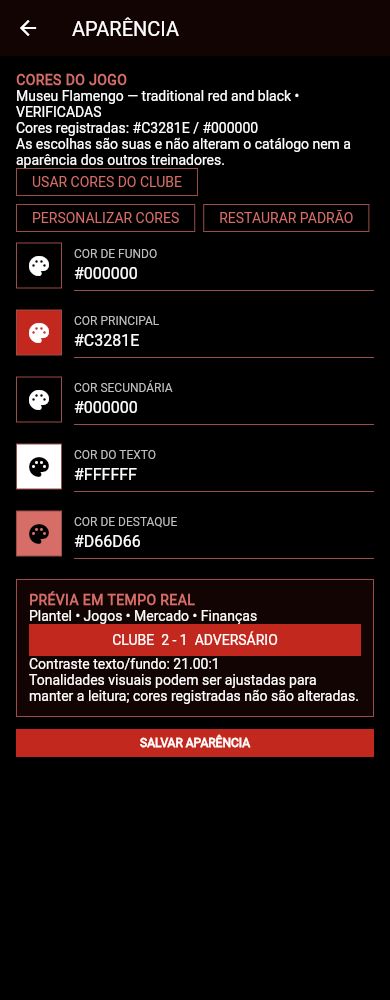 APARÊNCIA
CORES DO JOGO
Museu Flamengo — traditional red and black •
VERIFICADAS
Cores registradas: #C3281E / #000000
As escolhas são suas e não alteram o catálogo nem a
aparência dos outros treinadores.
USAR CORES DO CLUBE
PERSONALIZAR CORES
RESTAURAR PADRÃO
COR DE FUNDO
#000000
COR PRINCIPAL
#C3281E
COR SECUNDÁRIA
#000000
COR DO TEXTO
#FFFFFF
COR DE DESTAQUE
#D66D66
PRÉVIA EM TEMPO REAL
Plantel • Jogos • Mercado • Finanças
CLUBE 2 - 1 ADVERSÁRIO
Contraste texto/fundo: 21.00:1
Tonalidades visuais podem ser ajustadas para
manter a leitura; cores registradas não são alteradas.
SALVAR APARÊNCIA